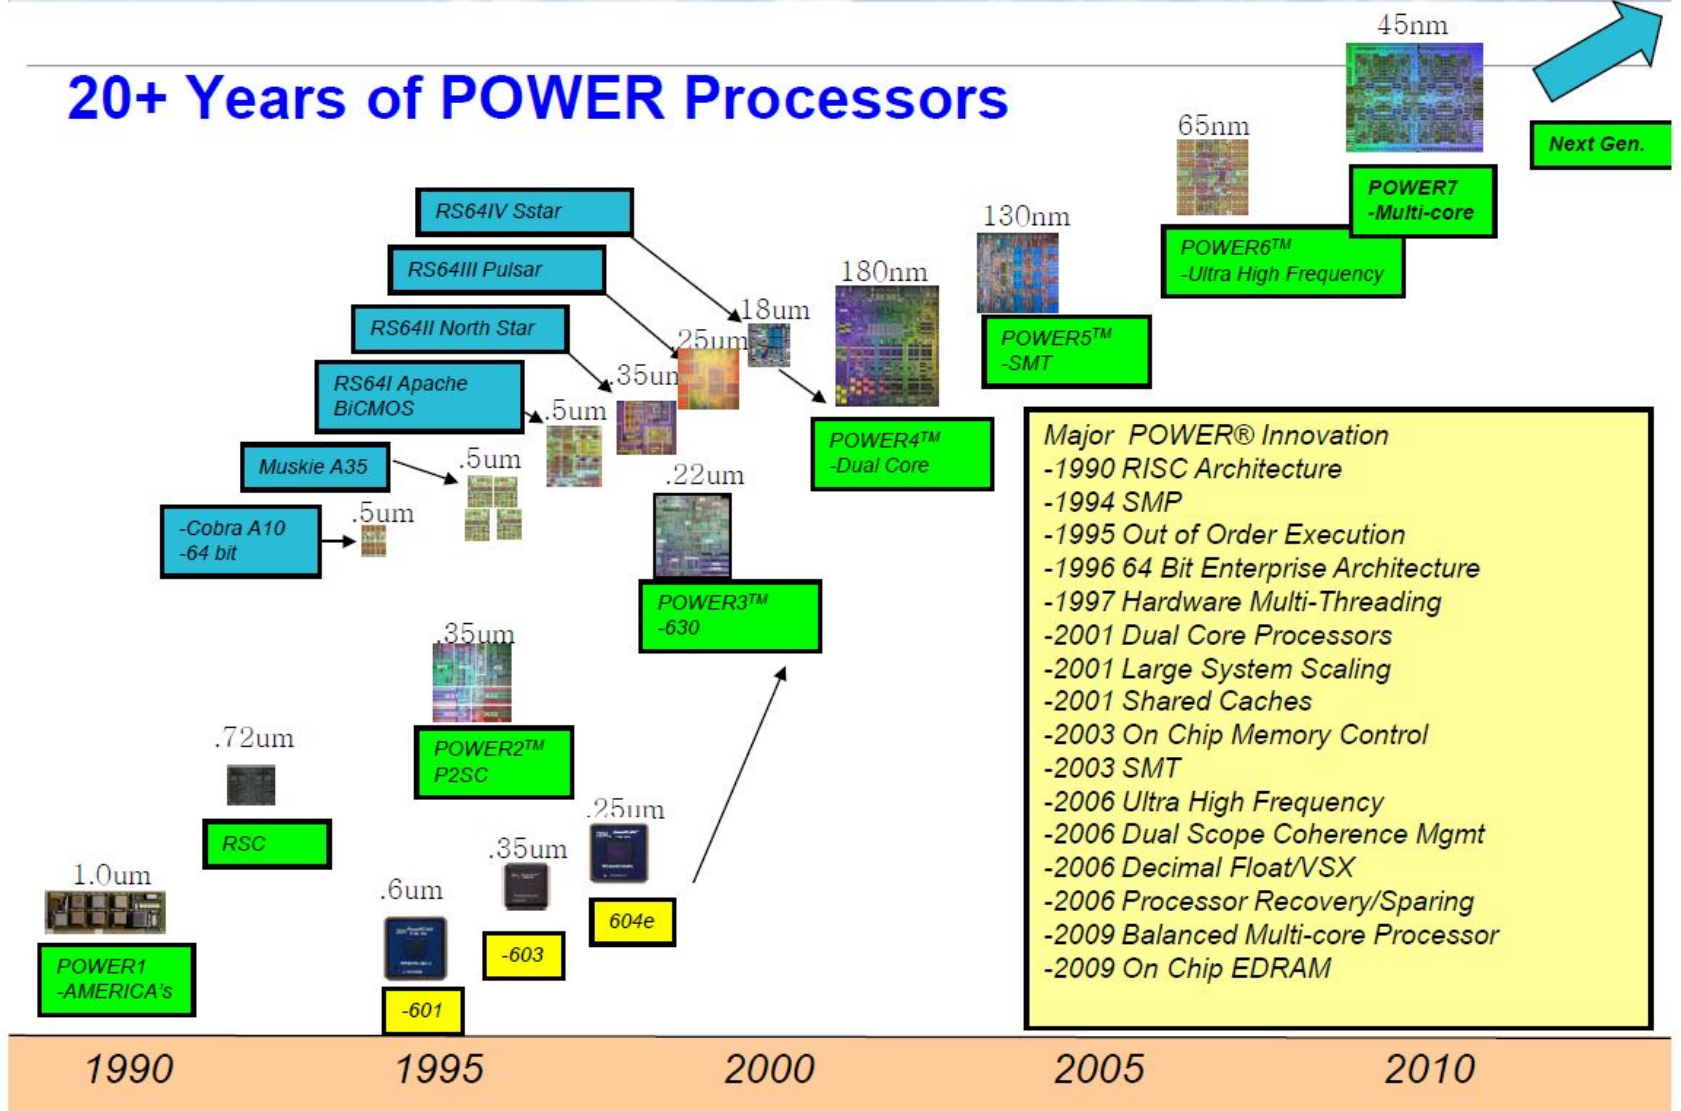 45nm
20+ Years of POWER Processors
65nm
Next Gen.
POWER7
-Multi-core
RS64IV Sstar
130nm
POWER6™
-Ultra High Frequency
RS64III Pulsar
180nm
RS64II North Star
.18um
POWER5™
-SMT
.25um
RS64I Apache
BiCMOS
.35um
.5um
POWER4™
-Dual Core
Muskie A35
.5um
-Cobra A10
-64 bit
.5um
.22um
POWER3™
-630
.35um
POWER2™
P2SC
.72um
RSC
.25um
604e
.35um
-603
.6um
-601
1.0um
POWER1
-AMERICA's
Major POWER® Innovation
-1990 RISC Architecture
-1994 SMP
-1995 Out of Order Execution
-1996 64 Bit Enterprise Architecture
-1997 Hardware Multi-Threading
-2001 Dual Core Processors
-2001 Large System Scaling
-2001 Shared Caches
-2003 On Chip Memory Control
-2003 SMT
-2006 Ultra High Frequency
-2006 Dual Scope Coherence Mgmt
-2006 Decimal Float/VSX
-2006 Processor Recovery/Sparing
-2009 Balanced Multi-core Processor
-2009 On Chip EDRAM
1990 1995 2000 2005 2010